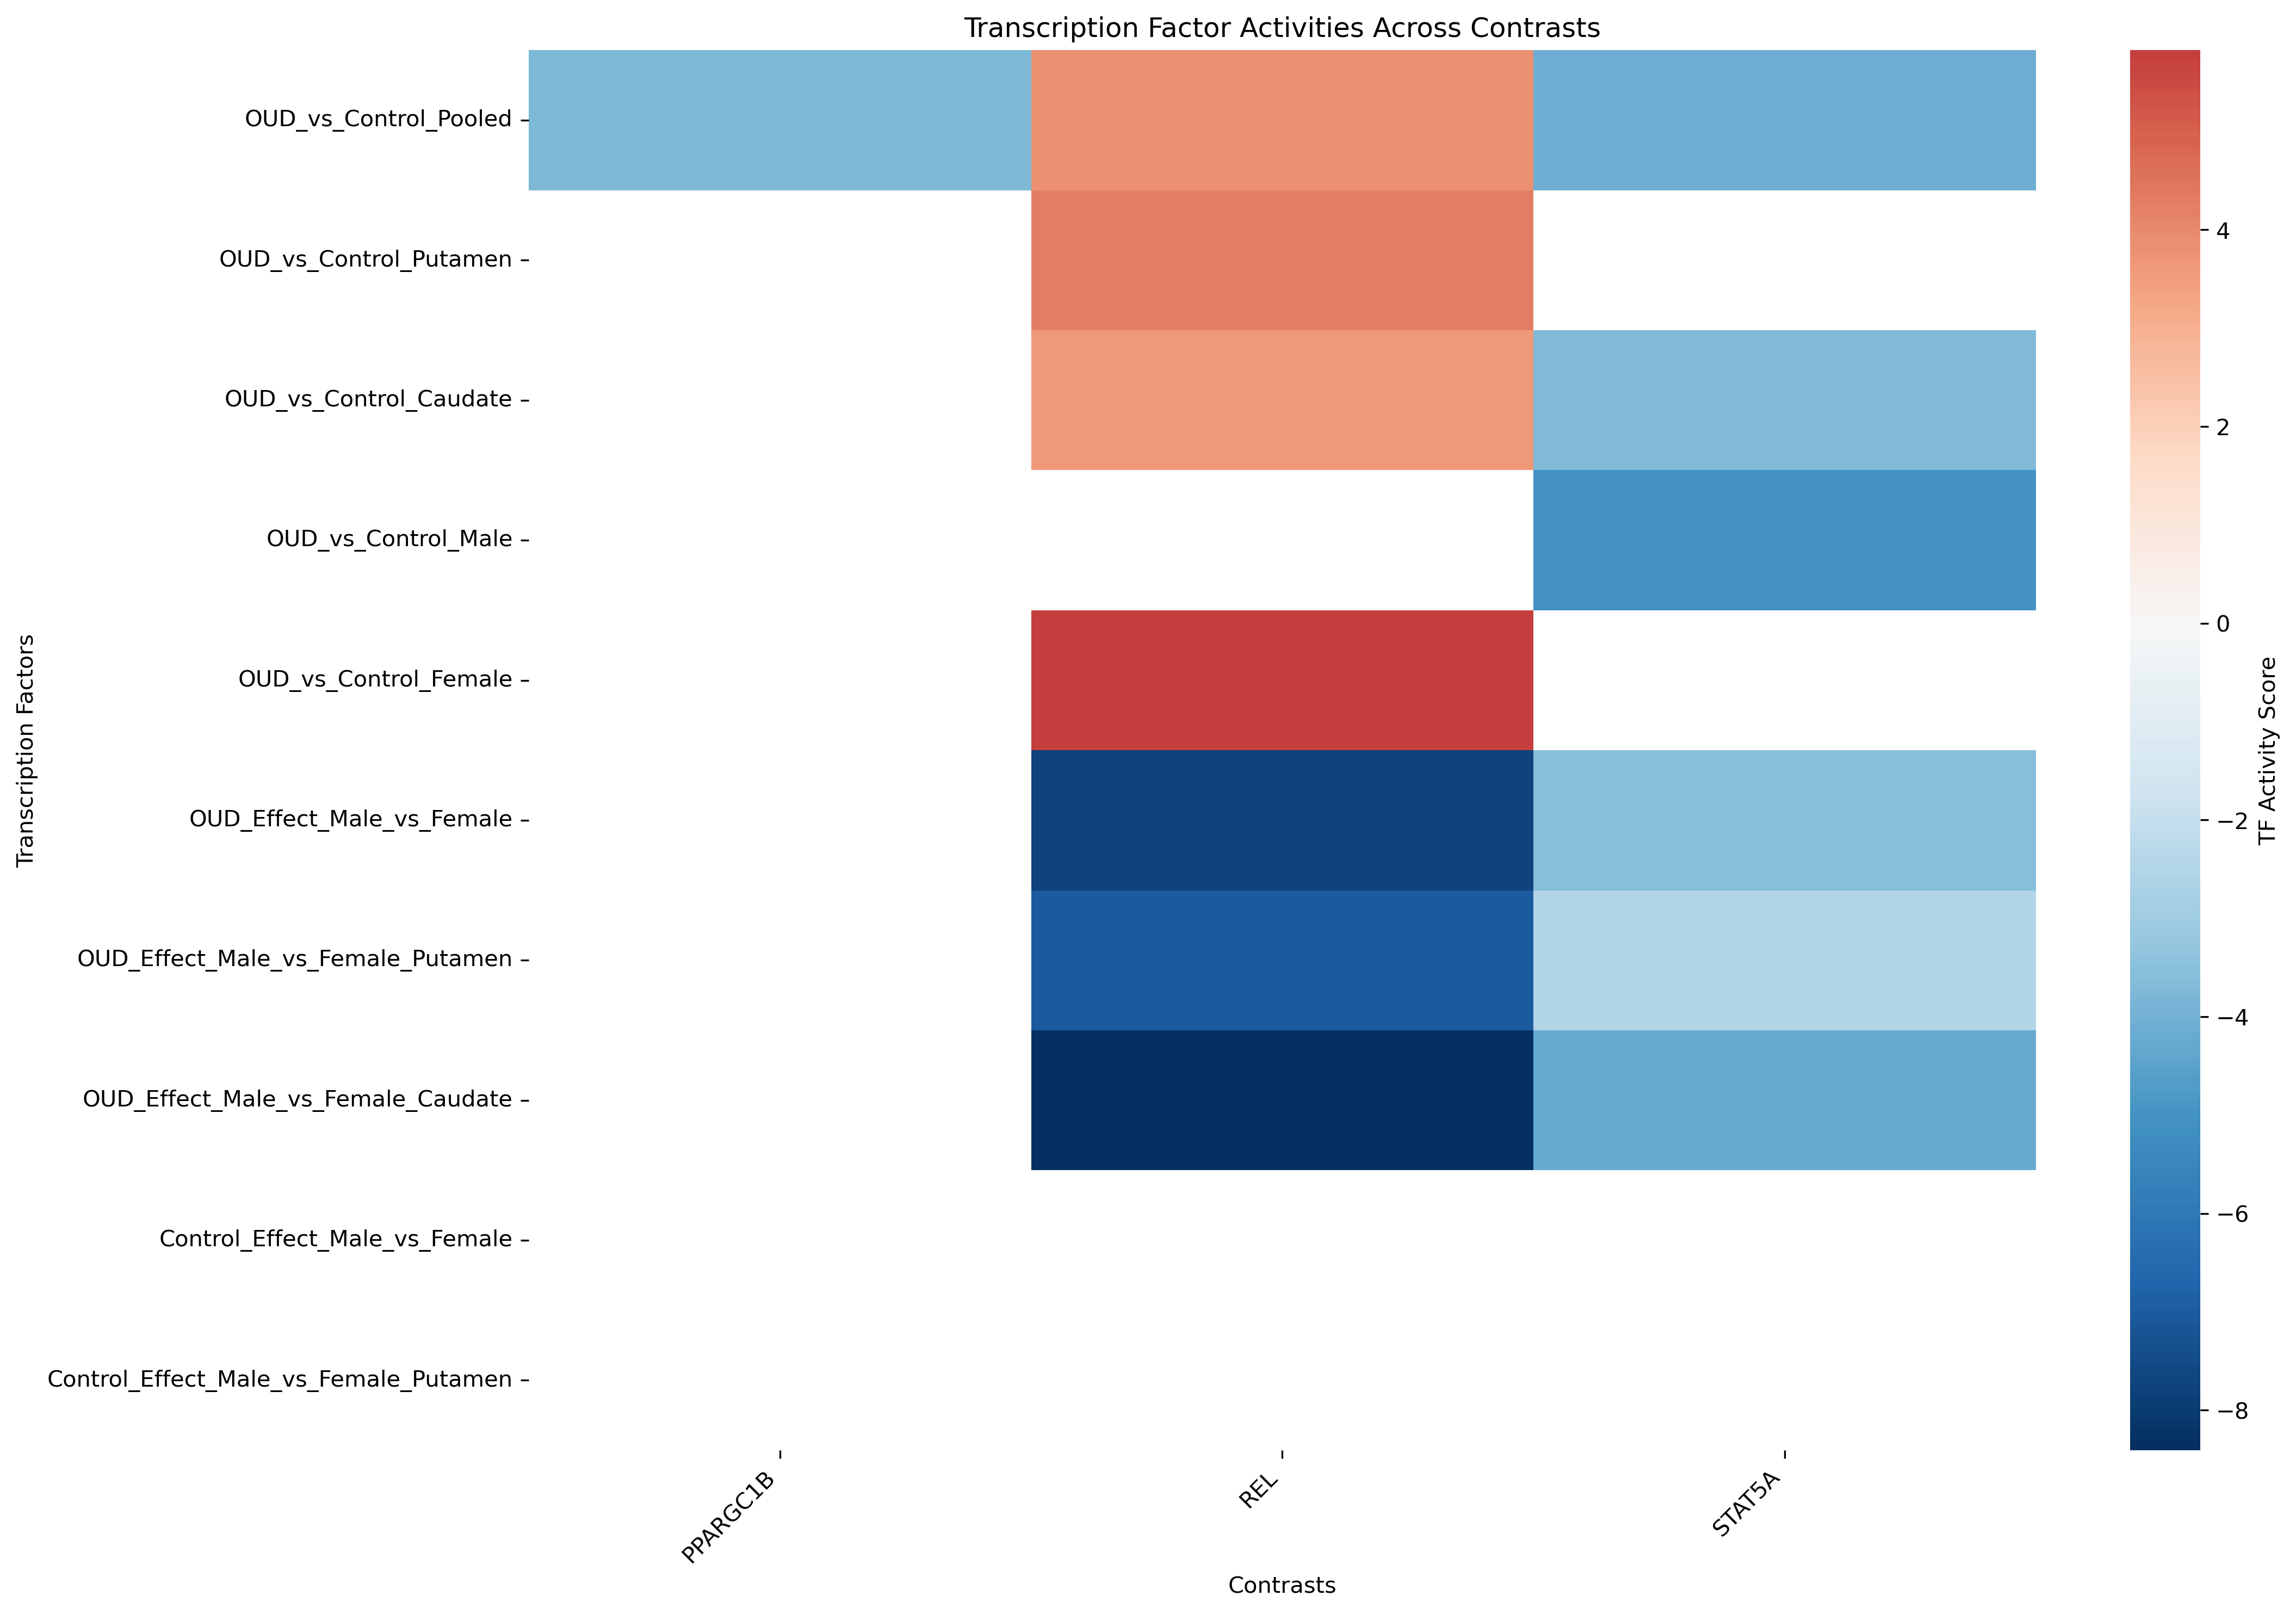 Transcription Factor Activities Across Contrasts
Transcription Factors
OUD_vs_Control_Pooled
OUD_vs_Control_Putamen
OUD_vs_Control_Caudate
OUD_vs_Control_Male
OUD_vs_Control_Female
OUD_Effect_Male_vs_Female
OUD_Effect_Male_vs_Female_Putamen
OUD_Effect_Male_vs_Female_Caudate
Control_Effect_Male_vs_Female
Control_Effect_Male_vs_Female_Putamen
PPARGC1B
REL
STAT5A
Contrasts
4
2
0
−2
−4
−6
−8
TF Activity Score